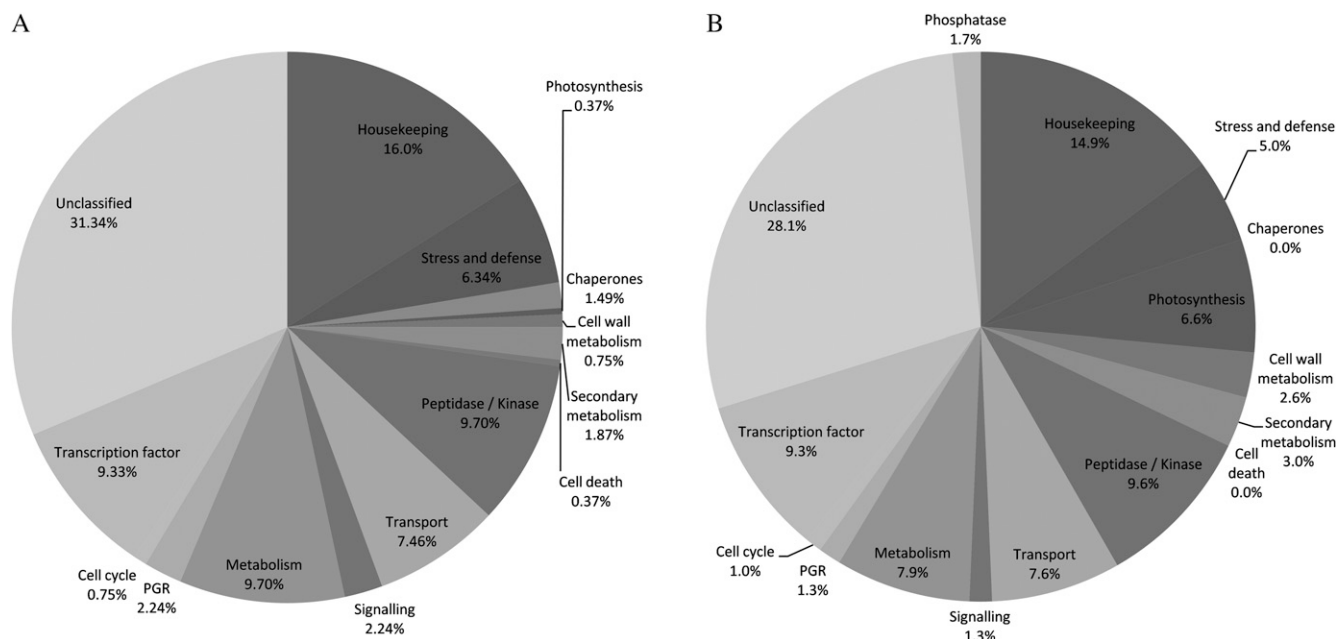 A
Housekeeping
16.0%
Photosynthesis
0.37%
Stress and defense
6.34%
Chaperones
1.49%
Cell wall
metabolism
0.75%
Secondary
metabolism
1.87%
Peptidase / Kinase
9.70%
Cell death
0.37%
Transport
7.46%
Signalling
2.24%
Metabolism
9.70%
PGR
2.24%
Cell cycle
0.75%
Transcription factor
9.33%
Unclassified
31.34%
B
Phosphatase
1.7%
Housekeeping
14.9%
Stress and defense
5.0%
Chaperones
0.0%
Photosynthesis
6.6%
Cell wall
metabolism
2.6%
Secondary
metabolism
3.0%
Cell
death
0.0%
Peptidase / Kinase
9.6%
Transport
7.6%
Signalling
1.3%
Metabolism
7.9%
PGR
1.3%
Cell cycle
1.0%
Transcription factor
9.3%
Unclassified
28.1%